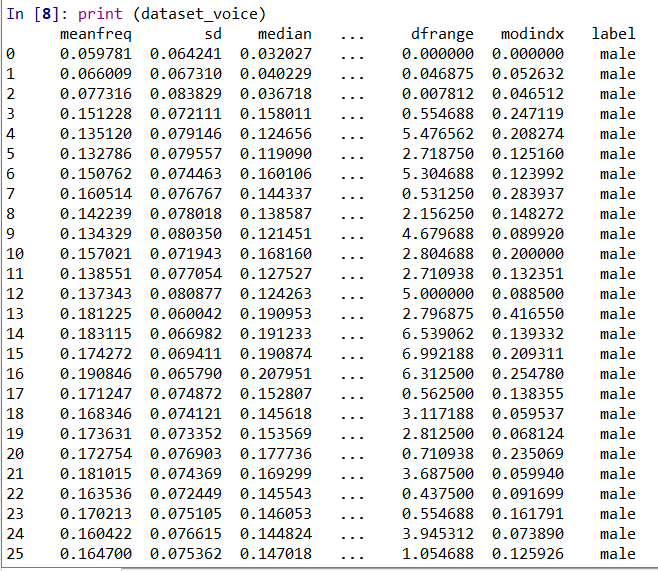 In [8]: print (dataset_voice)
meanfreq sd median ... dfrange modindx label
0 0.059781 0.064241 0.032027 ... 0.000000 0.000000 male
1 0.066009 0.067310 0.040229 ... 0.046875 0.052632 male
2 0.077316 0.083829 0.036718 ... 0.007812 0.046512 male
3 0.151228 0.072111 0.158011 ... 0.554688 0.247119 male
4 0.135120 0.079146 0.124656 ... 5.476562 0.208274 male
5 0.132786 0.079557 0.119090 ... 2.718750 0.125160 male
6 0.150762 0.074463 0.160106 ... 5.304688 0.123992 male
7 0.160514 0.076767 0.144337 ... 0.531250 0.283937 male
8 0.142239 0.078018 0.138587 ... 2.156250 0.148272 male
9 0.134329 0.080350 0.121451 ... 4.679688 0.089920 male
10 0.157021 0.071943 0.168160 ... 2.804688 0.200000 male
11 0.138551 0.077054 0.127527 ... 2.710938 0.132351 male
12 0.137343 0.080877 0.124263 ... 5.000000 0.088500 male
13 0.181225 0.060042 0.190953 ... 2.796875 0.416550 male
14 0.183115 0.066982 0.191233 ... 6.539062 0.139332 male
15 0.174272 0.069411 0.190874 ... 6.992188 0.209311 male
16 0.190846 0.065790 0.207951 ... 6.312500 0.254780 male
17 0.171247 0.074872 0.152807 ... 0.562500 0.138355 male
18 0.168346 0.074121 0.145618 ... 3.117188 0.059537 male
19 0.173631 0.073352 0.153569 ... 2.812500 0.068124 male
20 0.172754 0.076903 0.177736 ... 0.710938 0.235069 male
21 0.181015 0.074369 0.169299 ... 3.687500 0.059940 male
22 0.163536 0.072449 0.145543 ... 0.437500 0.091699 male
23 0.170213 0.075105 0.146053 ... 0.554688 0.161791 male
24 0.160422 0.076615 0.144824 ... 3.945312 0.073890 male
25 0.164700 0.075362 0.147018 ... 1.054688 0.125926 male